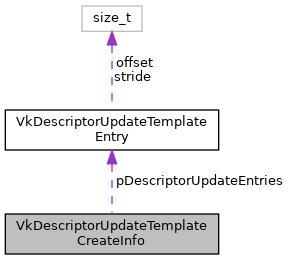 size_t
offset
stride
VkDescriptorUpdateTemplate
Entry
pDescriptorUpdateEntries
VkDescriptorUpdateTemplate
CreateInfo